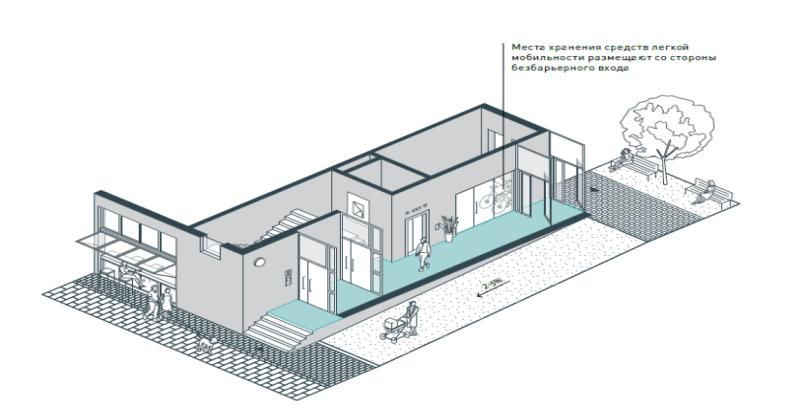 Места хранения средств легкой
мобильности размещают со стороны
безбарьерного входа
2-5%